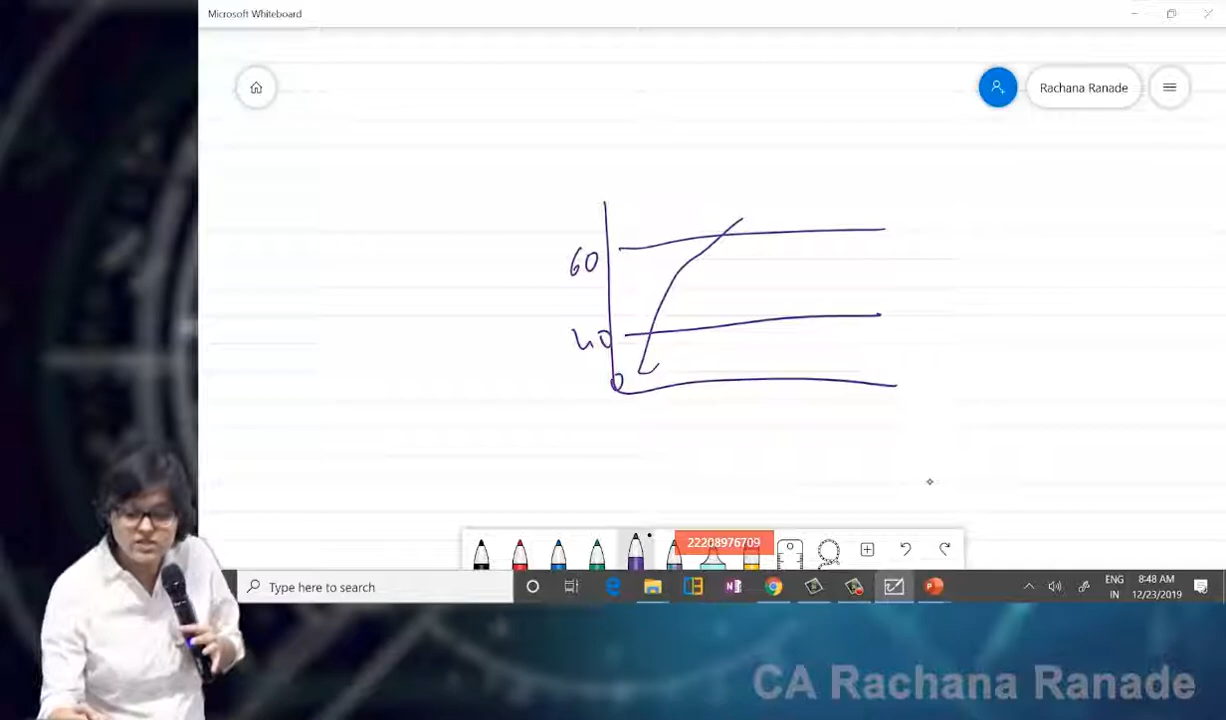 Microsoft Whiteboard
Rachana Ranade
60
40
0
22208976709
Type here to search
ENG
IN
8:48 AM
12/23/2019
CA Rachana Ranade